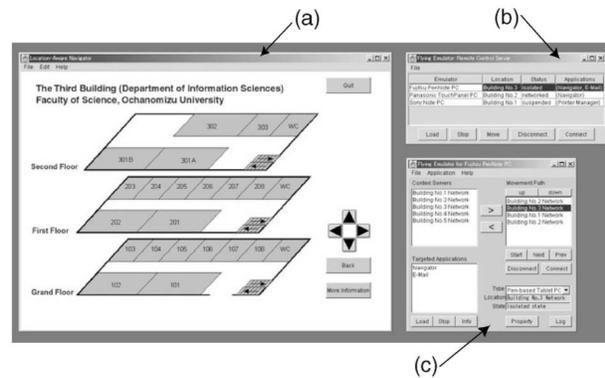 (a)
(b)
Location-Aware Navigator
File Edit Help
The Third Building (Department of Information Sciences)
Faculty of Science, Ochanomizu University
Quit
302 303 WC
301B 301A
Second Floor
203 204 205 206 207 208 WC
202 201
First Floor
103 104 105 106 107 108 WC
102 101
Grand Floor
Back
More Information
Flying Emulator Remote Control Server
File
Emulator Location Status Applications
Fujitsu PenNote PC Building No.3 isolated (Navigator, E-Mail)
Panasonic TouchPanel PC Building No.2 networked (Navigator)
Sony Note PC Building No.1 suspended (Printer Manager)
Load Stop Move Disconnect Connect
Flying Emulator for Fujitsu PenNote PC
File Application Help
Context Servers
Building No.1 Network
Building No.2 Network
Building No.3 Network
Building No.4 Network
Building No.5 Network
>
<
Movement Path
up down
Building No.2 Network
Building No.3 Network
Building No.1 Network
Building No.2 Network
Start Next Prev
Disconnect Connect
Targeted Applications
Navigator
E-Mail
Type Pen-based Tablet PC
Location Building No.3 Network
State isolated state
Load Stop Info Property Log
(c)